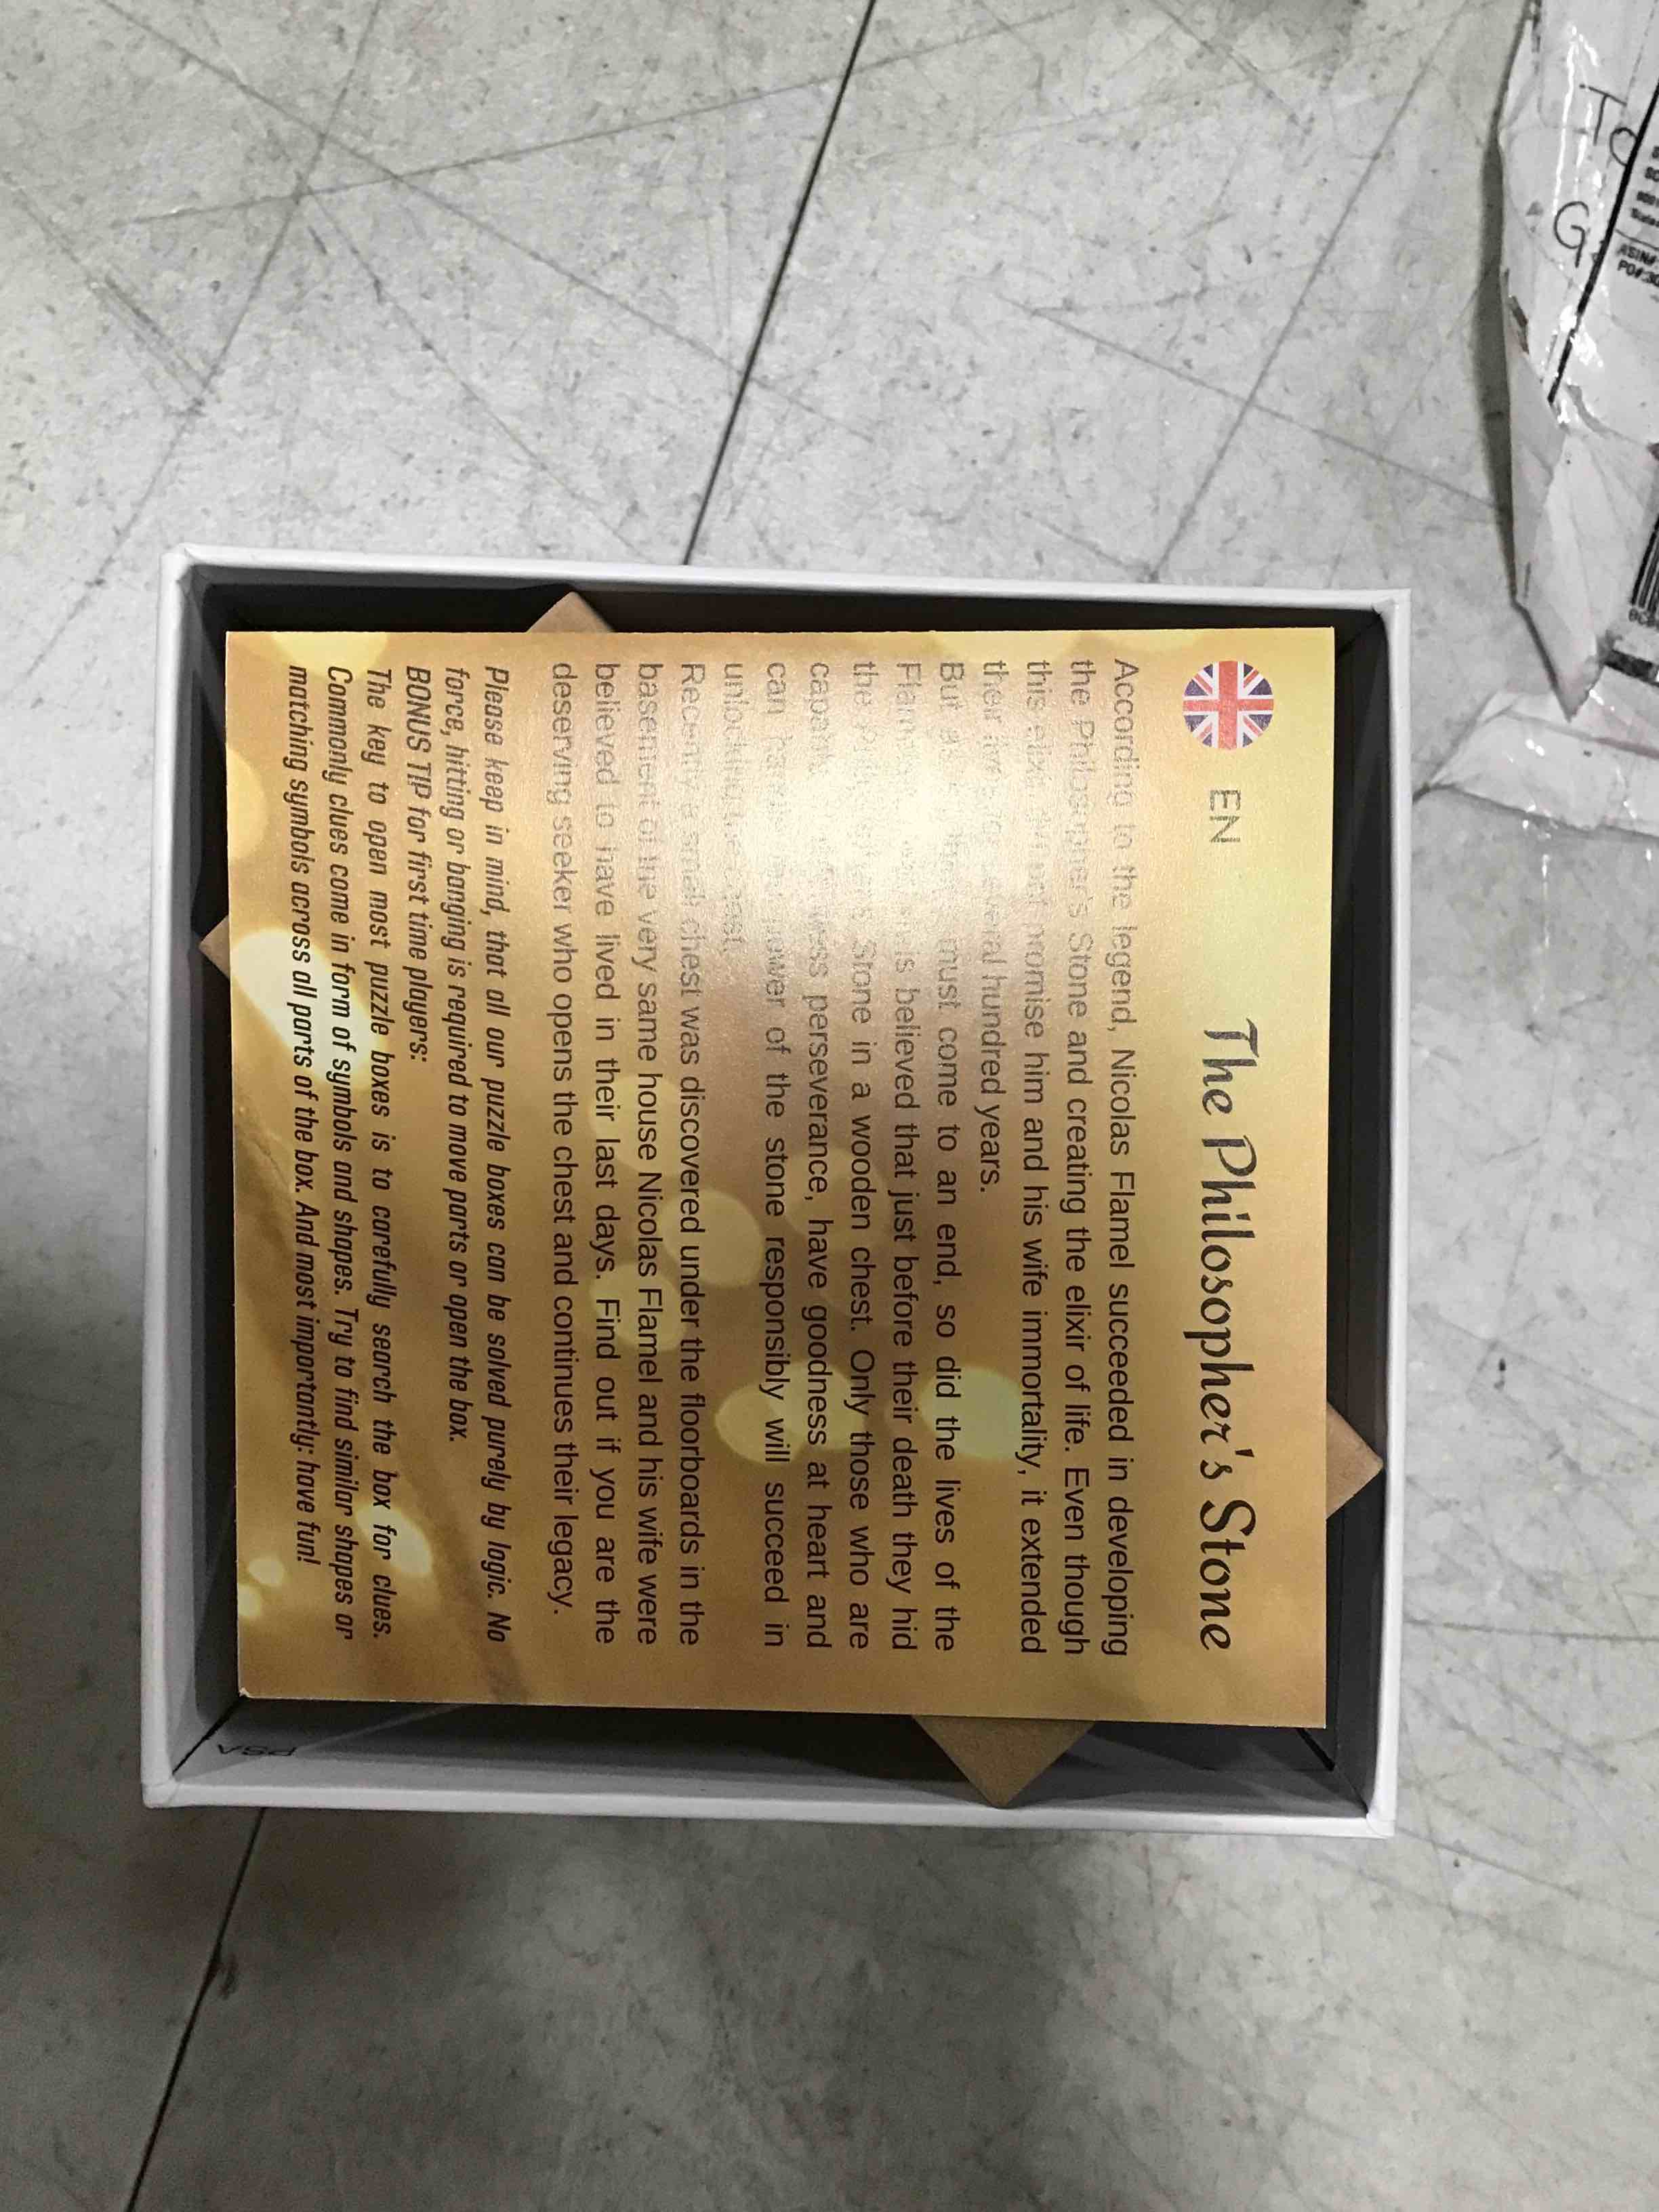 The Philosopher's Stone
EN
According to the legend, Nicolas Flamel succeeded in developing
the Philosopher's Stone and creating the elixir of life. Even though
this elixir did not promise him and his wife immortality, it extended
their several hundred years.
But must come to an end, so did the lives of the
is believed that just before their death they hid
the Stone in a wooden chest. Only those who are
perseverance, have goodness at heart and
can power of the stone responsibly will succeed in
unlocking the chest.
Recently a small chest was discovered under the floorboards in the
basement of the very same house Nicolas Flamel and his wife were
believed to have lived in their last days. Find out if you are the
deserving seeker who opens the chest and continues their legacy.
Please keep in mind, that all our puzzle boxes can be solved purely by logic. No
force, hitting or banging is required to move parts or open the box.
BONUS TIP for first time players:
The key to open most puzzle boxes is to carefully search the box for clues.
Commonly clues come in form of symbols and shapes. Try to find similar shapes or
matching symbols across all parts of the box. And most importantly: have fun!
PSA
TO
G